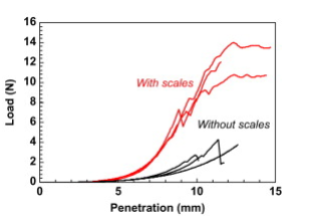 16
14
12
10
8
6
4
2
0
Load (N)
With scales
Without scales
0 5 10 15
Penetration (mm)